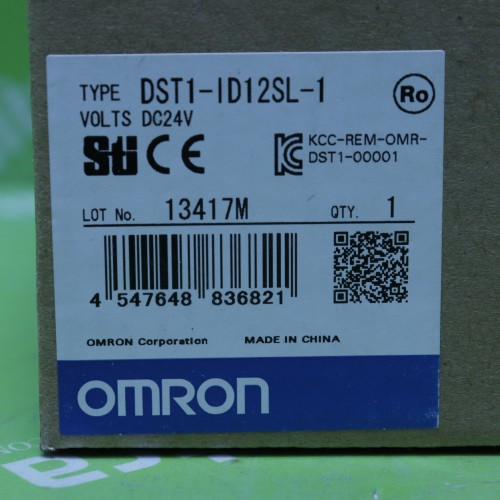 TYPE DST1-ID12SL-1 Ro
VOLTS DC24V
Sti CE KCC-REM-OMR-
DST1-00001
LOT No. 13417M QTY. 1
4 547648 836821
OMRON Corporation MADE IN CHINA
OMRON